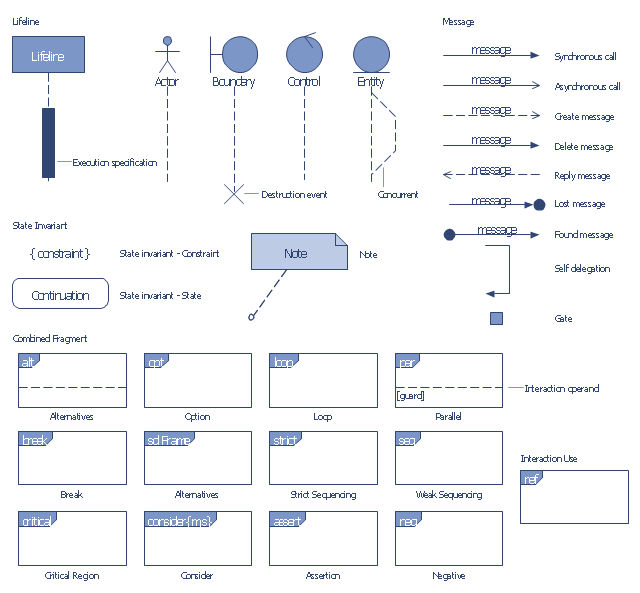 Lifeline
Message
Lifeline
Actor
Boundary
Control
Entity
Execution specification
Destruction event
Concurrent
message
Synchronous call
message
Asynchronous call
message
Create message
message
Delete message
message
Reply message
message
Lost message
message
Found message
Self delegation
Gate
State Invariant
{ constraint }
State invariant - Constraint
Continuation
State invariant - State
Note
Note
Combined Fragment
alt
opt
loop
par
[guard]
Interaction operand
Alternatives
Option
Loop
Parallel
break
sd Frame
strict
seq
Break
Alternatives
Strict Sequencing
Weak Sequencing
Interaction Use
ref
critical
consider{m,s}
assert
neg
Critical Region
Consider
Assertion
Negative